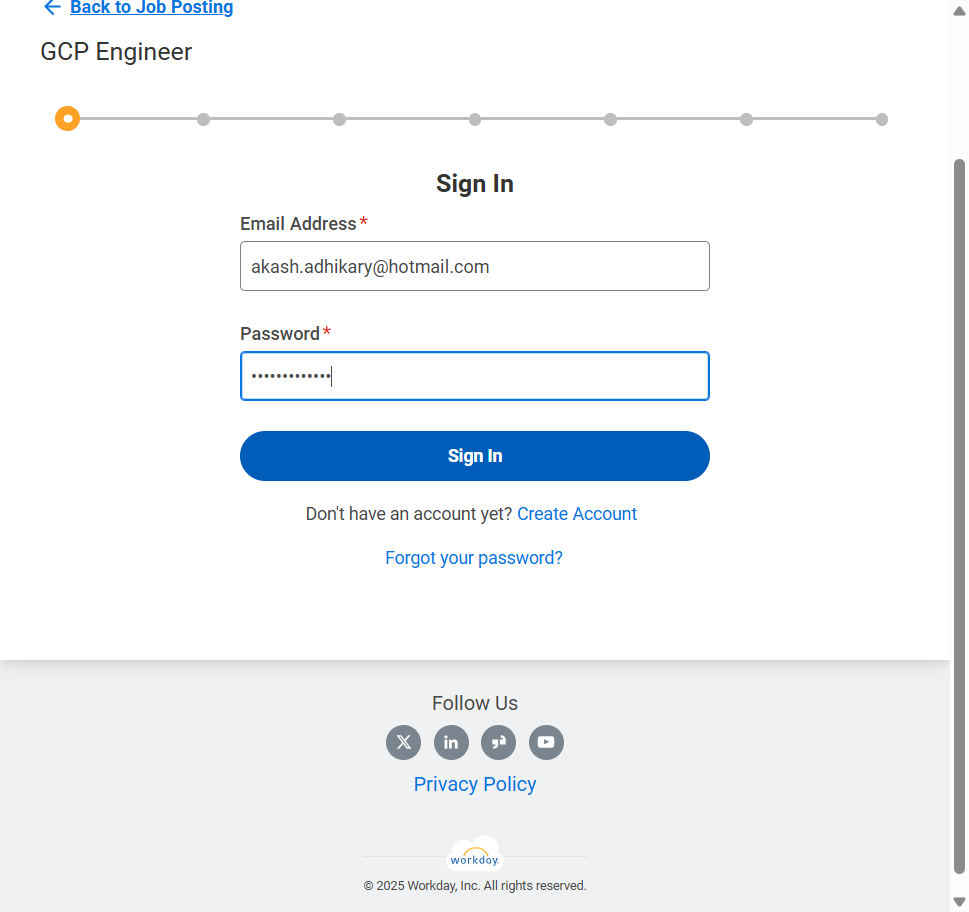 Back to Job Posting
GCP Engineer
Sign In
Email Address*
akash.adhikary@hotmail.com
Password*
•••••••••••••
Sign In
Don't have an account yet? Create Account
Forgot your password?
Follow Us
Privacy Policy
workday.
© 2025 Workday, Inc. All rights reserved.